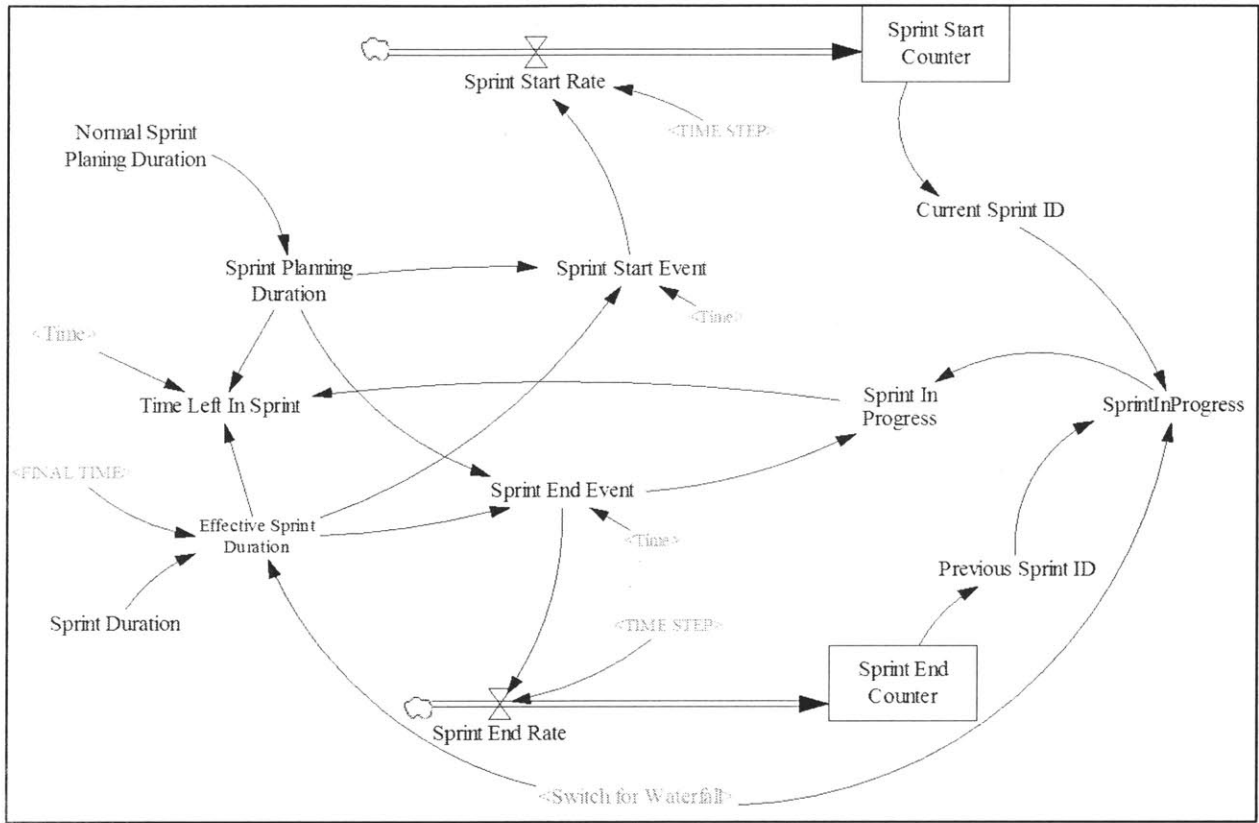 Sprint Start
Counter
Sprint Start Rate
<TIME STEP>
Normal Sprint
Planing Duration
Current Sprint ID
Sprint Planning
Duration
Sprint Start Event
<Time>
<Time>
Time Left In Sprint
Sprint In
Progress
SprintInProgress
<FINAL TIME>
Sprint End Event
Effective Sprint
Duration
<Time>
Previous Sprint ID
Sprint Duration
<TIME STEP>
Sprint End
Counter
Sprint End Rate
<Switch for Waterfall>